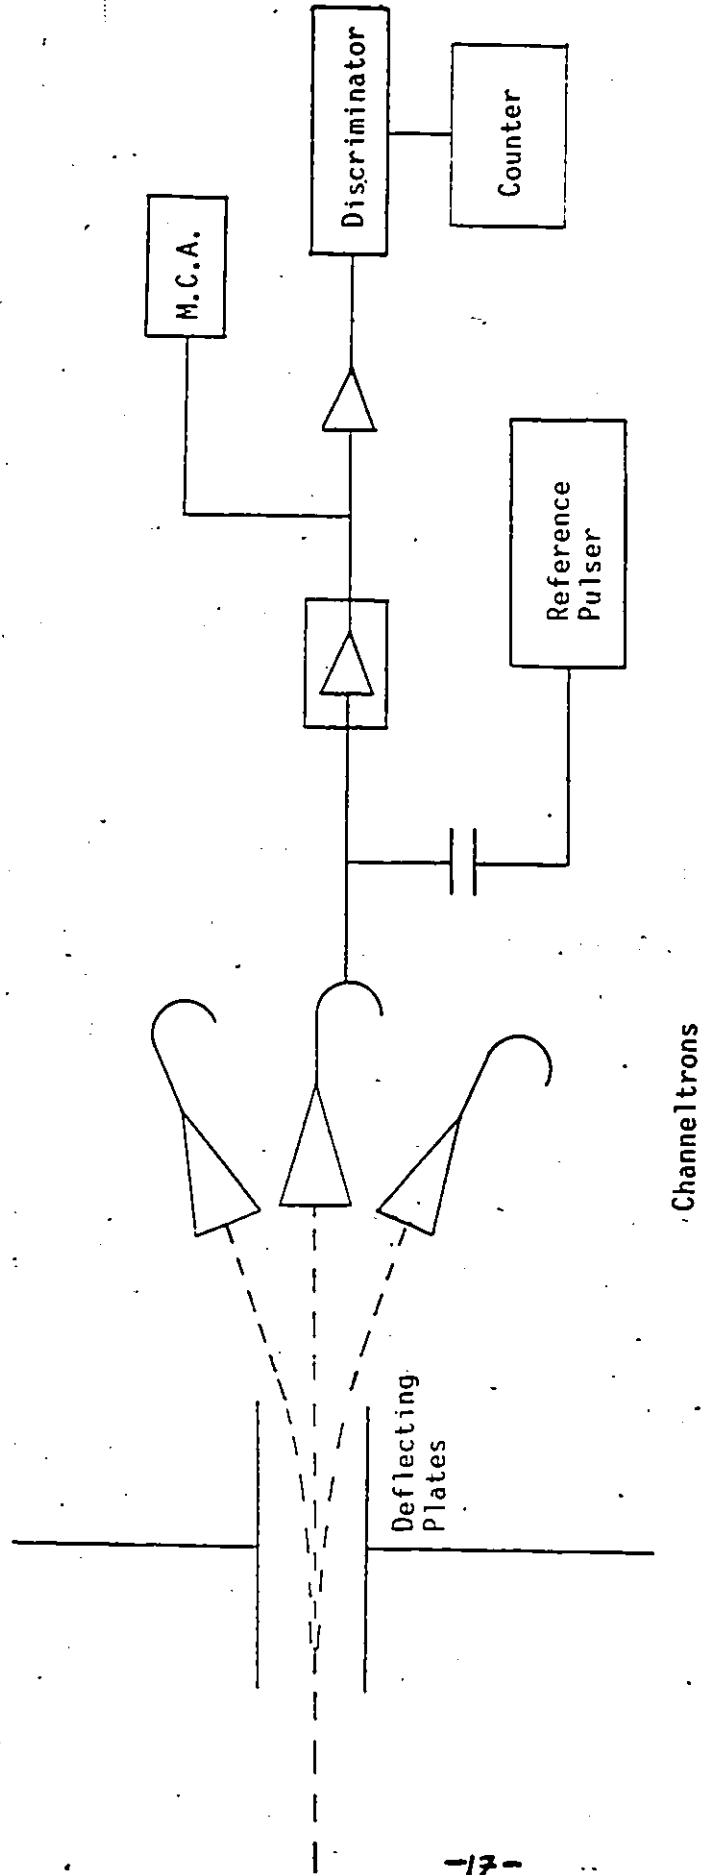 M.C.A.
Discriminator
Counter
Reference
Pulser
Deflecting
Plates
Channeltrons
-17-